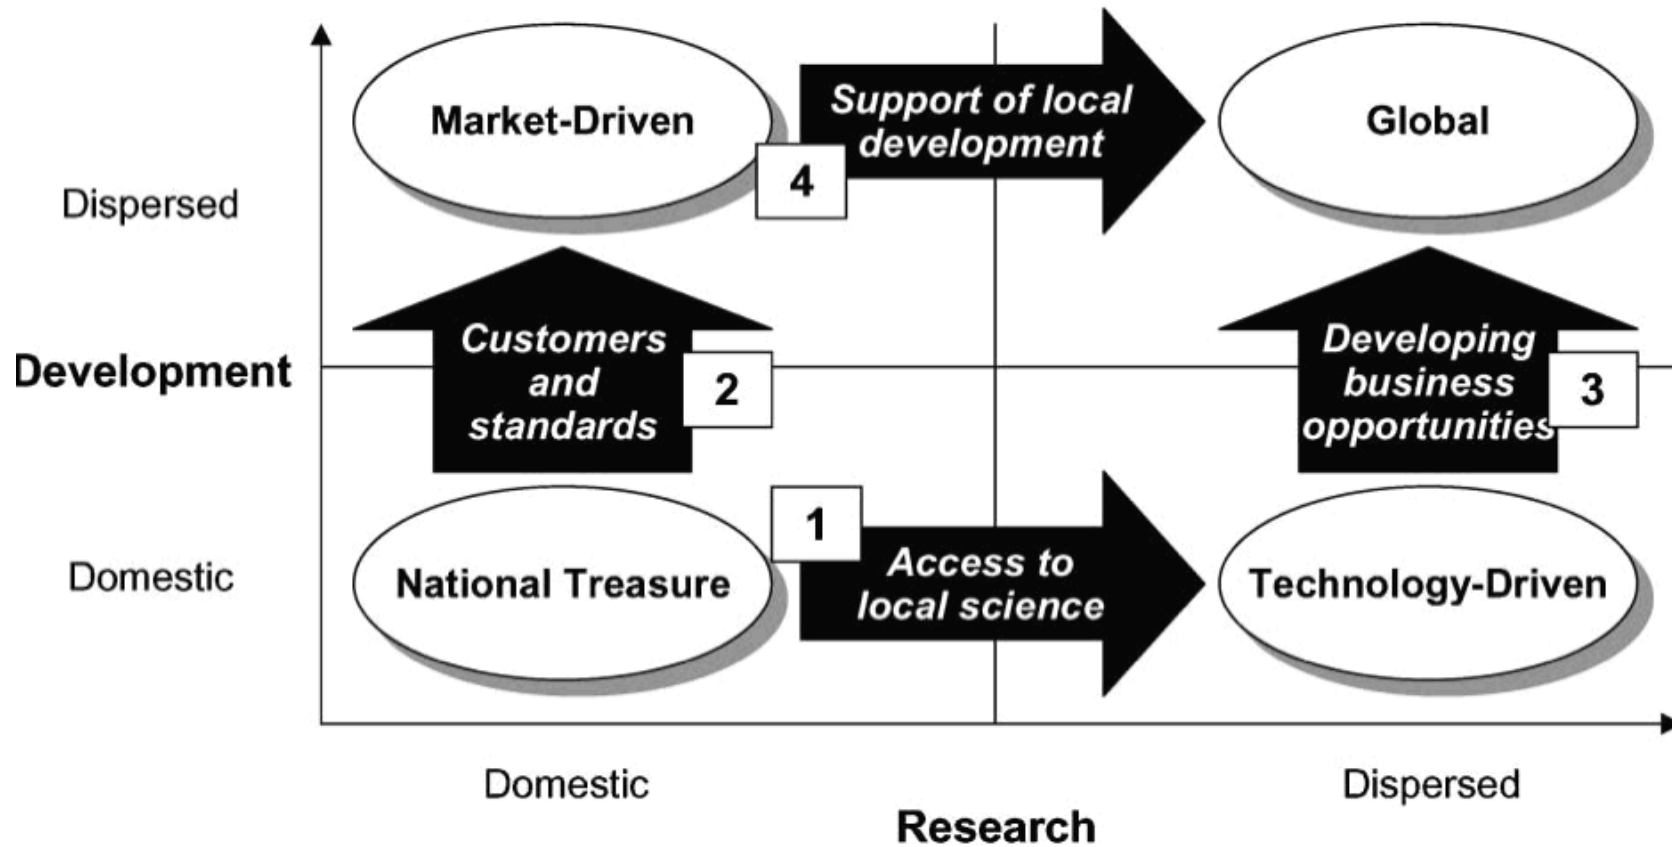 Market-Driven
Support of local
development
Global
4
Dispersed
Customers
and
standards
2
Development
Developing
business
opportunities
3
1
National Treasure
Access to
local science
Technology-Driven
Domestic
Domestic
Dispersed
Research